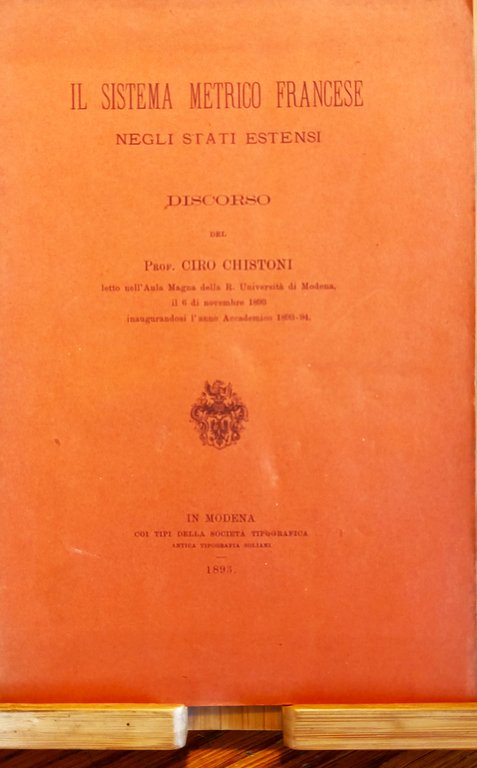 IL SISTEMA METRICO FRANCESE
NEGLI STATI ESTENSI
DISCORSO
DEL
PROF. CIRO CHISTONI
letto nell'Aula Magna della R. Università di Modena,
il 6 di novembre 1893
inaugurandosi l'anno Accademico 1893-94.
IN MODENA
COI TIPI DELLA SOCIETÀ TIPOGRAFICA
ANTICA TIPOGRAFIA SOLIANI
1893.